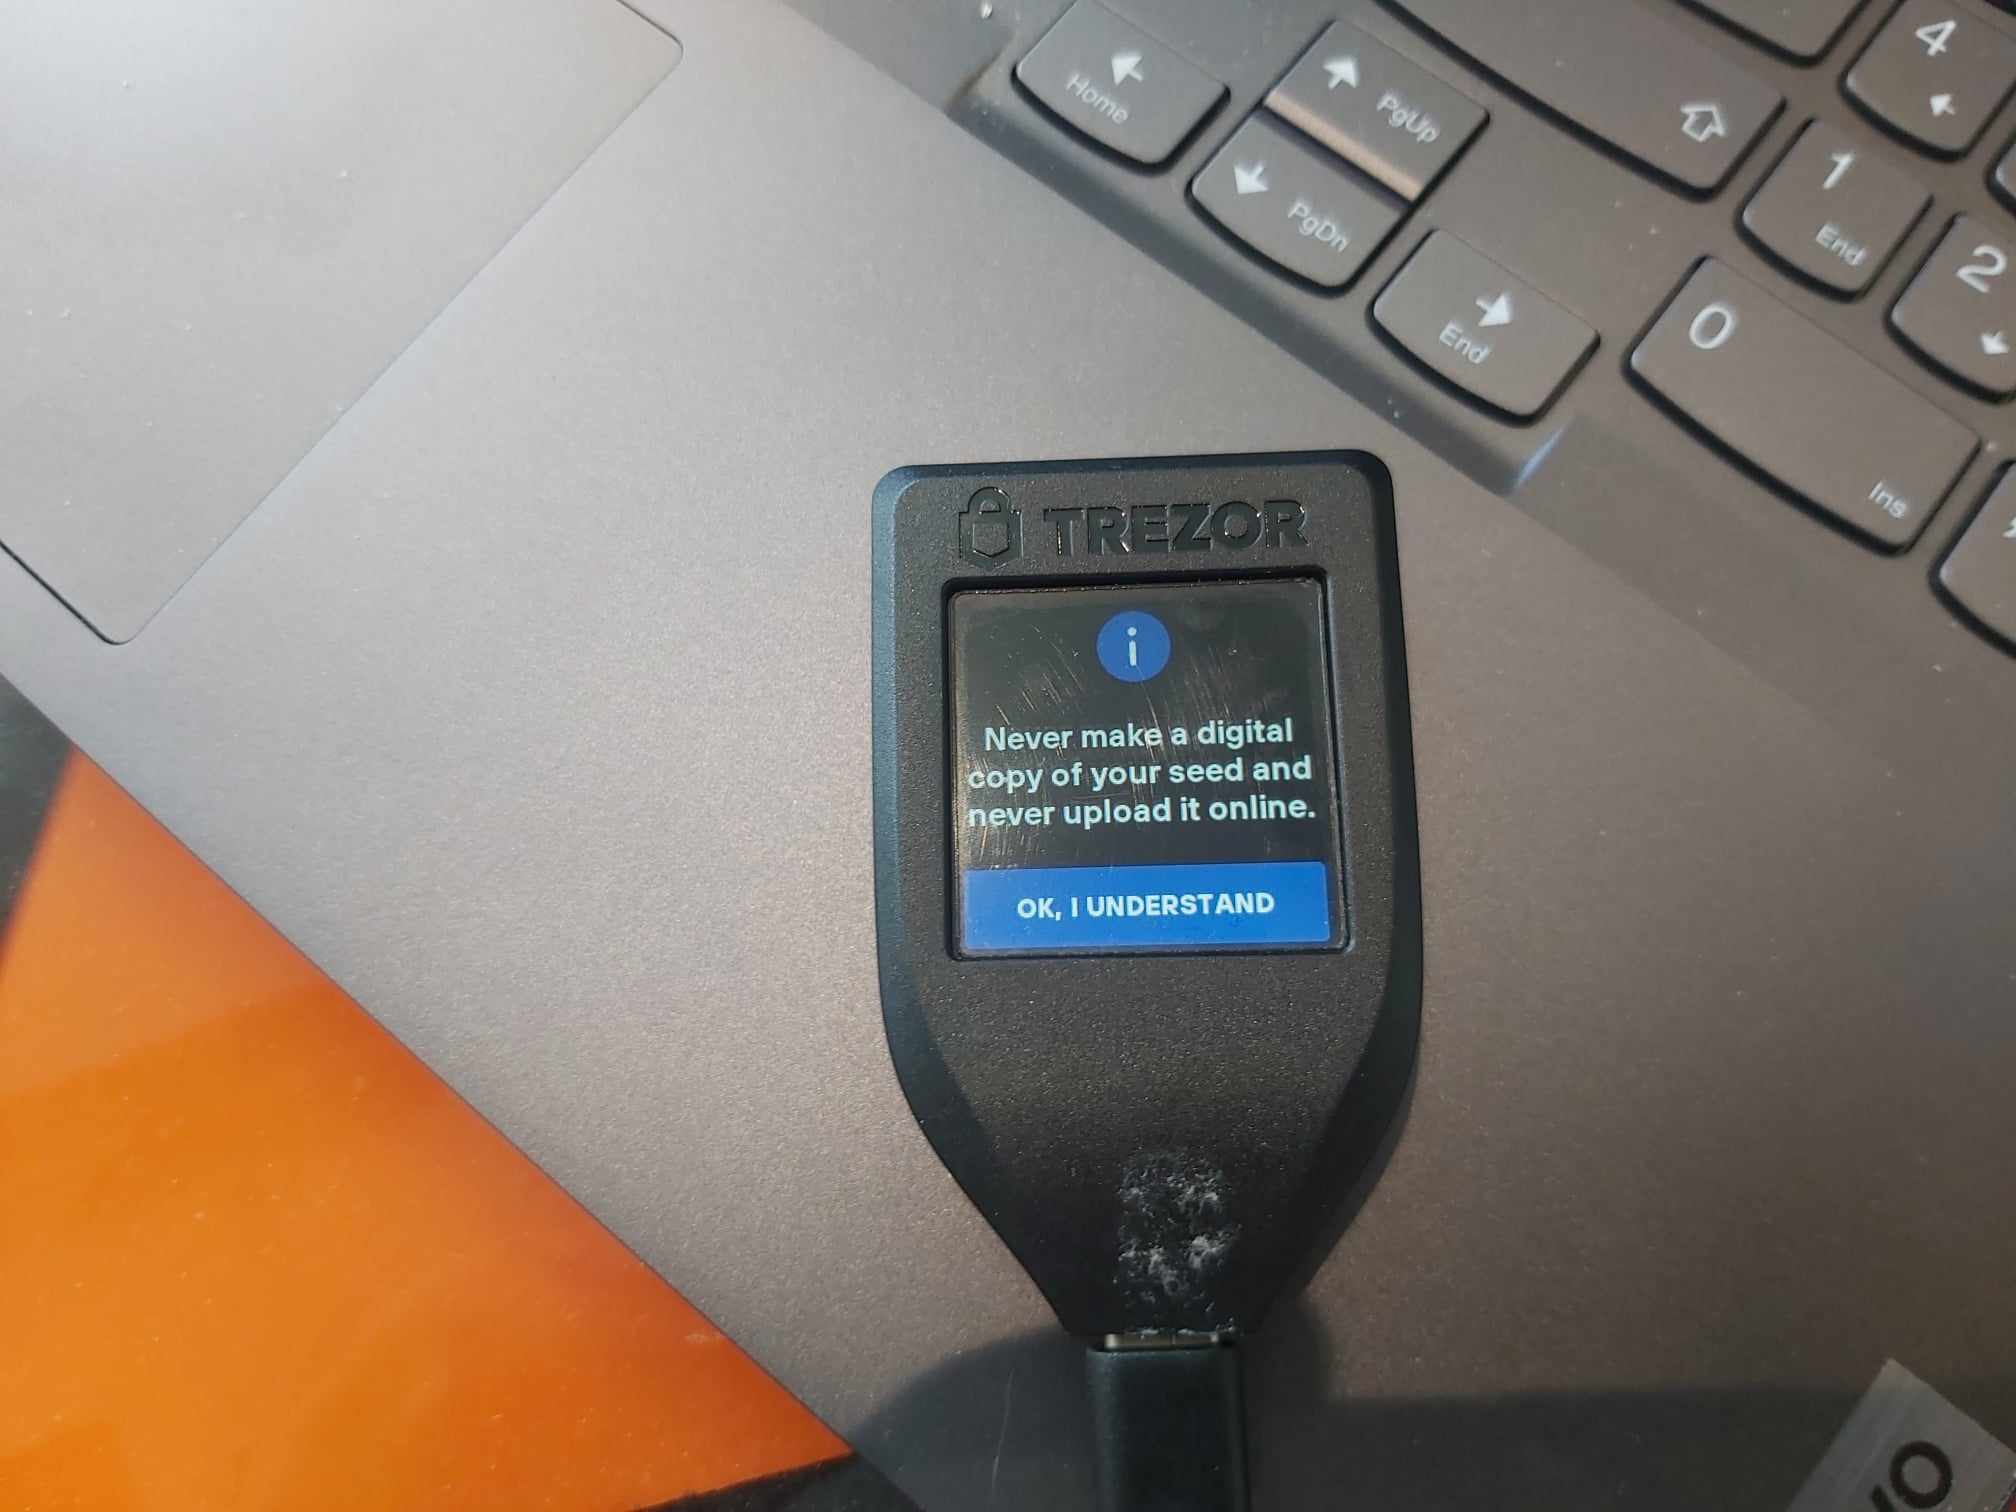 4
Home
PgUp
1
End
PgDn
2
End
0
Ins
TREZOR
i
Never make a digital
copy of your seed and
never upload it online.
OK, I UNDERSTAND